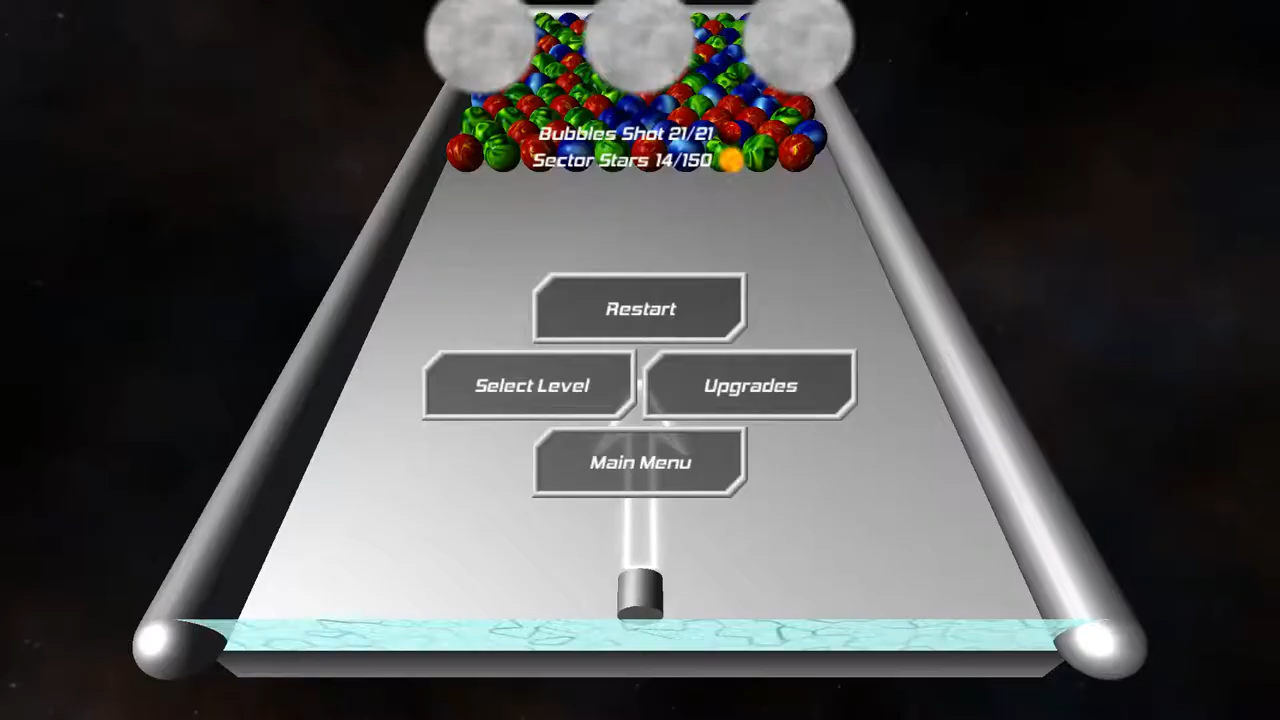 Bubbles Shot 21/21
Sector Stars 14/150
Restart
Select Level
Upgrades
Main Menu